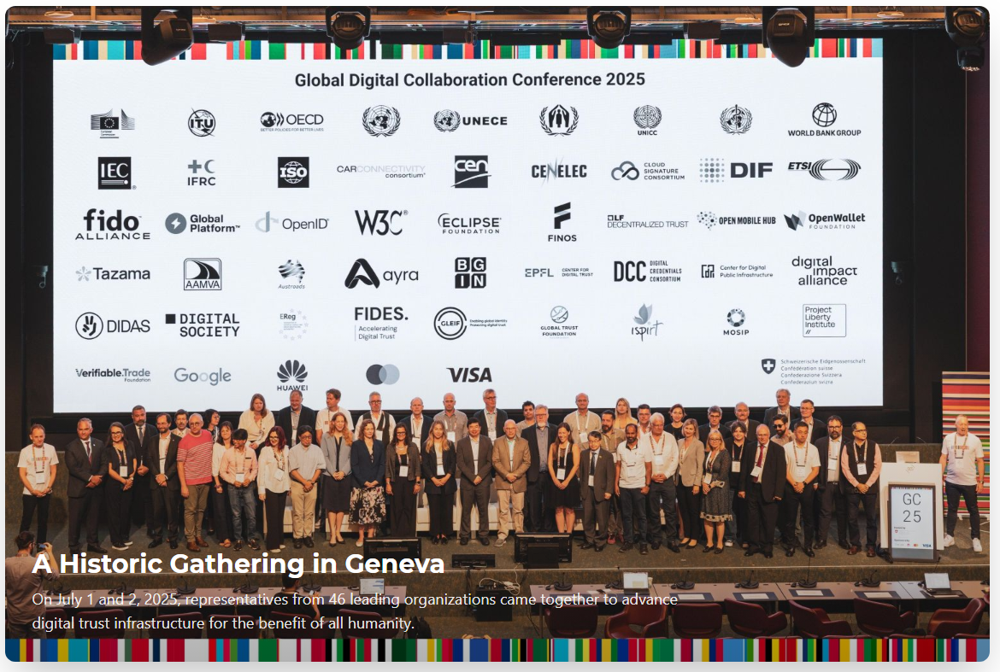 Global Digital Collaboration Conference 2025
European Commission
ITU
OECD
BETTER POLICIES FOR BETTER LIVES
UNECE
UNICC
WORLD BANK GROUP
IEC
IFRC
ISO
CARCONNECTIVITY
consortium
cen
CENELEC
CLOUD
SIGNATURE
CONSORTIUM
DIF
ETSI
fido
ALLIANCE
Global
Platform™
OpenID
W3C®
ECLIPSE
FOUNDATION
FINOS
LF
DECENTRALIZED TRUST
OPEN MOBILE HUB
OpenWallet
FOUNDATION
Tazama
AAMVA
Austroads
ayra
BG
IN
EPFL
CENTER FOR
DIGITAL TRUST
DCC
DIGITAL
CREDENTIALS
CONSORTIUM
Center for Digital
Public Infrastructure
digital
impact
alliance
DIDAS
DIGITAL
SOCIETY
EReg
FIDES.
Accelerating
Digital Trust
GLEIF
Enabling global identity
Protecting digital trust
GLOBAL TRUST
FOUNDATION
ispirt
MOSIP
Project
Liberty
Institute
//
Verifiable.Trade
Foundation
Google
HUAWEI
VISA
Schweizerische Eidgenossenschaft
Confédération suisse
Confederazione Svizzera
Confederaziun svizra
GC
25
VISA
A Historic Gathering in Geneva
On July 1 and 2, 2025, representatives from 46 leading organizations came together to advance
digital trust infrastructure for the benefit of all humanity.